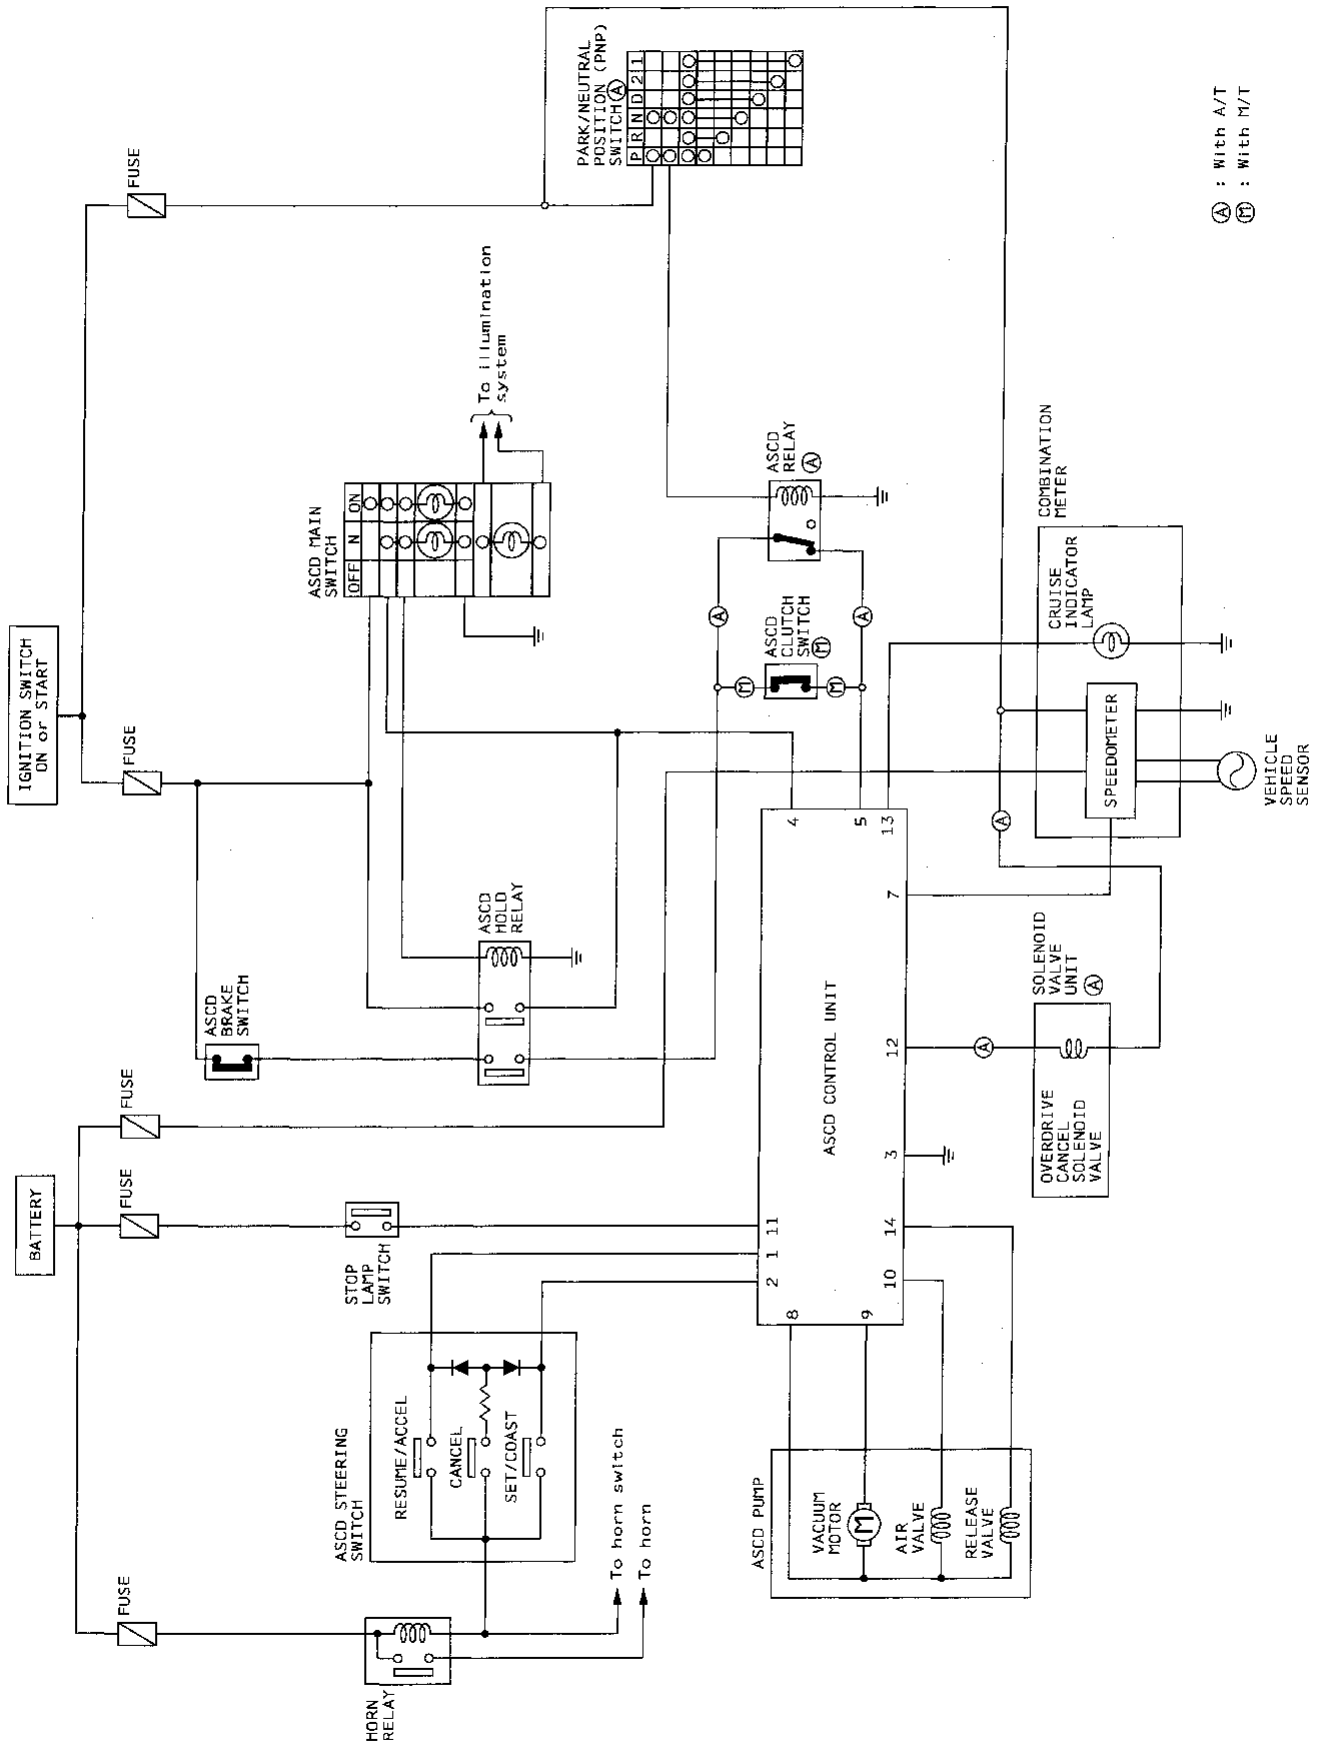 IGNITION SWITCH
ON or START
BATTERY
FUSE
FUSE
FUSE
FUSE
FUSE
PARK/NEUTRAL
POSITION (PNP)
SWITCH Ⓐ
P R N D 2 1
ASCD MAIN
SWITCH
OFF N ON
To illumination
system
ASCD
BRAKE
SWITCH
ASCD
HOLD
RELAY
ASCD
RELAY
Ⓐ
ASCD
CLUTCH
SWITCH
Ⓜ
Ⓐ
Ⓐ
Ⓜ
Ⓜ
STOP
LAMP
SWITCH
HORN
RELAY
ASCD STEERING
SWITCH
RESUME/ACCEL
CANCEL
SET/COAST
To horn switch
To horn
ASCD CONTROL UNIT
2
1
11
4
5
13
7
12
3
14
10
9
8
ASCD PUMP
VACUUM
MOTOR
M
AIR
VALVE
RELEASE
VALVE
SOLENOID
VALVE
UNIT
Ⓐ
Ⓐ
OVERDRIVE
CANCEL
SOLENOID
VALVE
Ⓐ
COMBINATION
METER
CRUISE
INDICATOR
LAMP
SPEEDOMETER
VEHICLE
SPEED
SENSOR
Ⓐ : With A/T
Ⓜ : With M/T